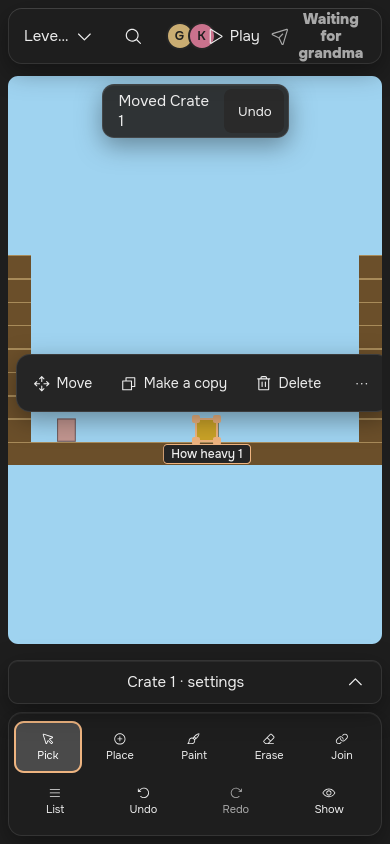 Leve...
G
K
Play
Waiting
for
grandma
Moved Crate
1
Undo
Move
Make a copy
Delete
...
How heavy 1
Crate 1 · settings
Pick
Place
Paint
Erase
Join
List
Undo
Redo
Show